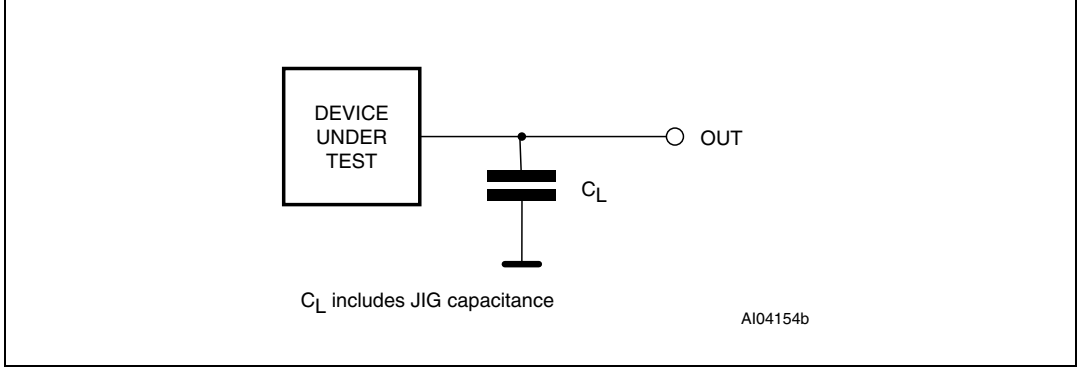 DEVICE
UNDER
TEST
OUT
CL
CL includes JIG capacitance
AI04154b